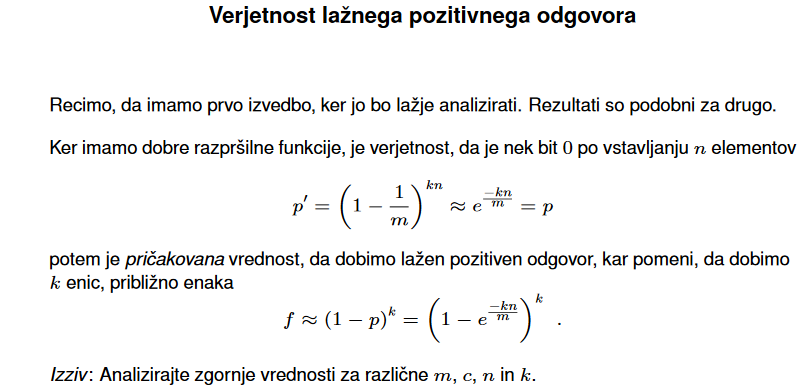 Verjetnost lažnega pozitivnega odgovora
Recimo, da imamo prvo izvedbo, ker jo bo lažje analizirati. Rezultati so podobni za drugo.
Ker imamo dobre razpršilne funkcije, je verjetnost, da je nek bit 0 po vstavljanju n elementov
p′ = (1 − 1/m)^{kn} ≈ e^{−kn/m} = p
potem je pričakovana vrednost, da dobimo lažen pozitiven odgovor, kar pomeni, da dobimo
k enic, približno enaka
f ≈ (1 − p)^k = (1 − e^{−kn/m})^k .
Izziv: Analizirajte zgornje vrednosti za različne m, c, n in k.